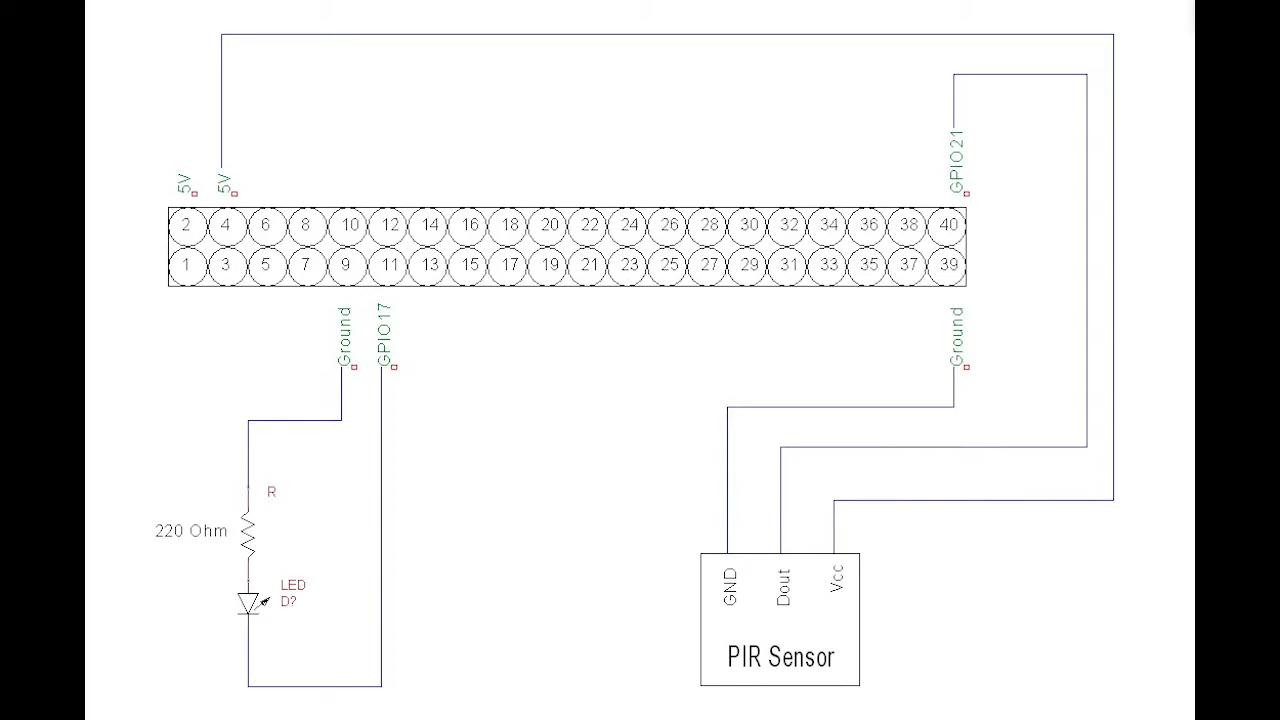 5V 5V GPIO21
2 4 6 8 10 12 14 16 18 20 22 24 26 28 30 32 34 36 38 40
1 3 5 7 9 11 13 15 17 19 21 23 25 27 29 31 33 35 37 39
Ground GPIO17 Ground
R
220 Ohm
LED
D?
GND Dout Vcc
PIR Sensor